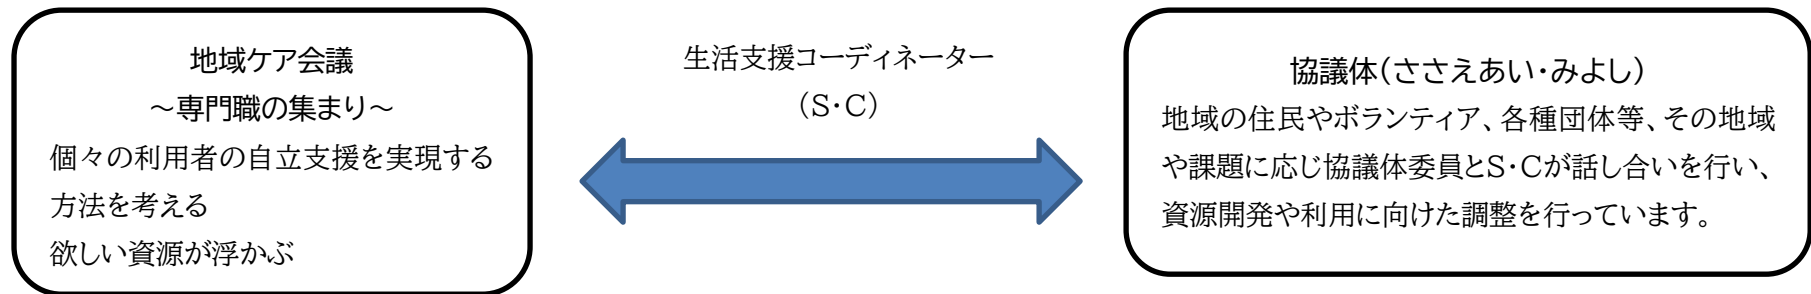 地域ケア会議
～専門職の集まり～
個々の利用者の自立支援を実現する
方法を考える
欲しい資源が浮かぶ
生活支援コーディネーター
（S・C）
協議体（ささえあい・みよし）
地域の住民やボランティア、各種団体等、その地域
や課題に応じ協議体委員とS・Cが話し合いを行い、
資源開発や利用に向けた調整を行っています。